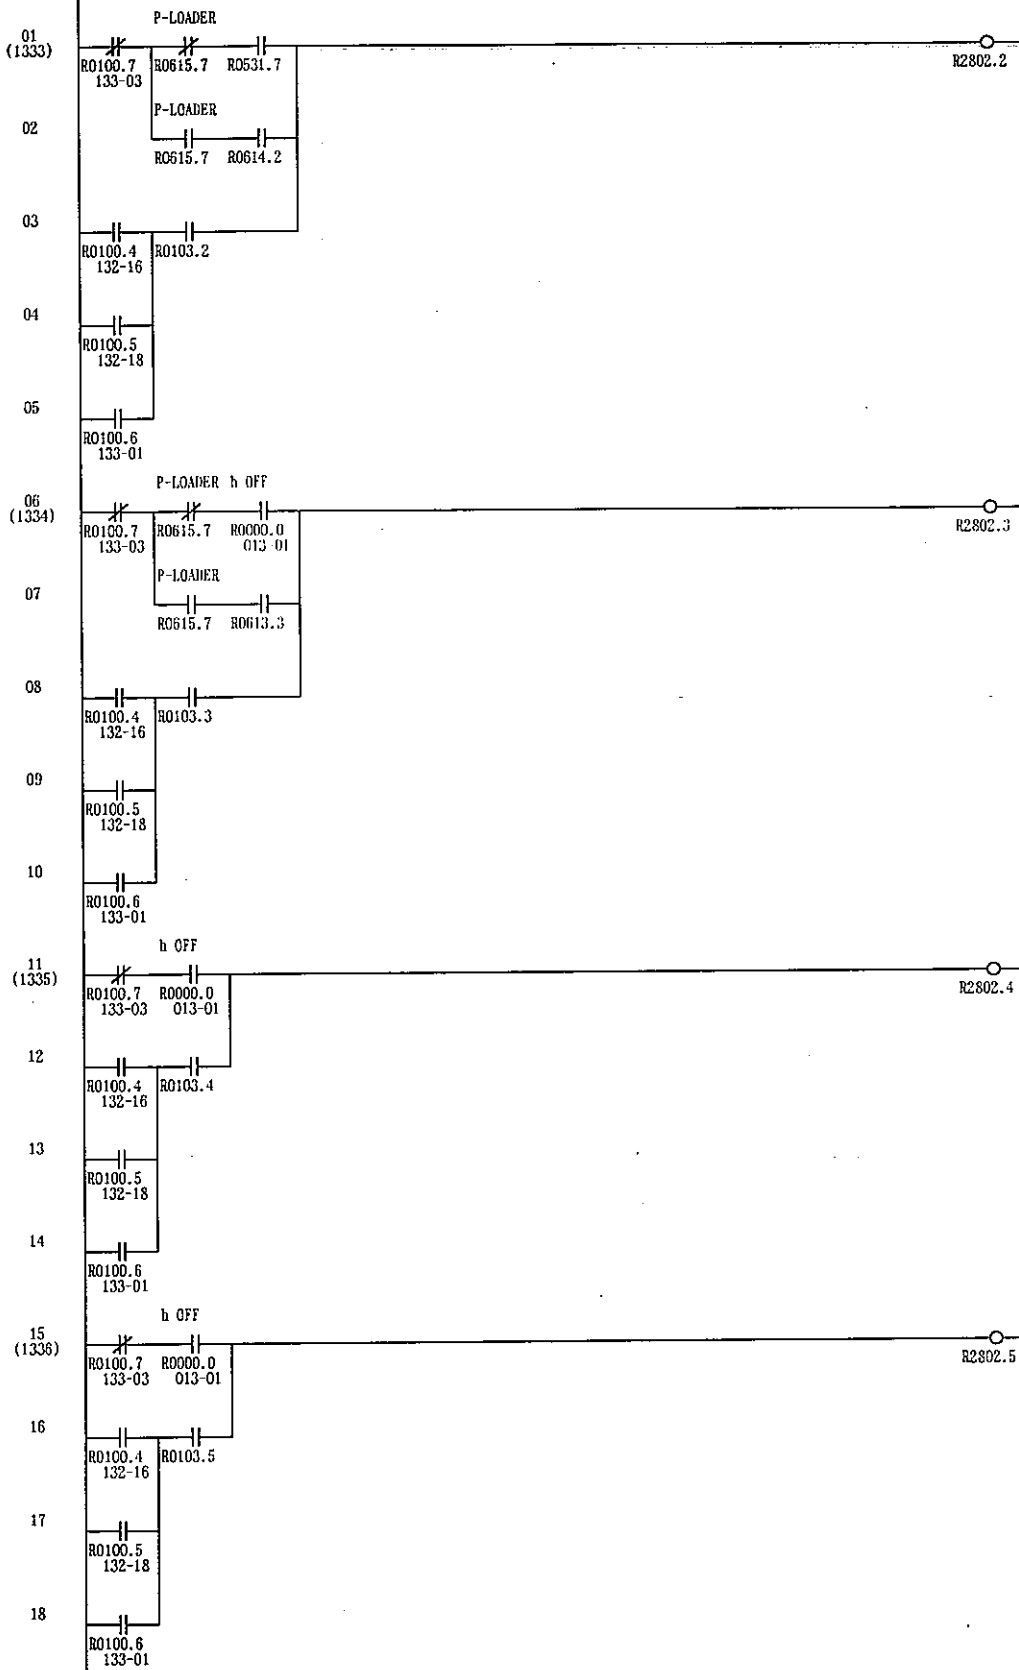 P-LOADER
01
(1333)
R0100.7 R0615.7 R0531.7 R2802.2
133-03
P-LOADER
02
R0615.7 R0614.2
03
R0100.4 R0103.2
132-16
04
R0100.5
132-18
05
R0100.6
133-01
P-LOADER h OFF
06
(1334)
R0100.7 R0615.7 R0000.0 R2802.3
133-03 013-01
P-LOADER
07
R0615.7 R0613.3
08
R0100.4 R0103.3
132-16
09
R0100.5
132-18
10
R0100.6
133-01
h OFF
11
(1335)
R0100.7 R0000.0 R2802.4
133-03 013-01
12
R0100.4 R0103.4
132-16
13
R0100.5
132-18
14
R0100.6
133-01
h OFF
15
(1336)
R0100.7 R0000.0 R2802.5
133-03 013-01
16
R0100.4 R0103.5
132-16
17
R0100.5
132-18
18
R0100.6
133-01